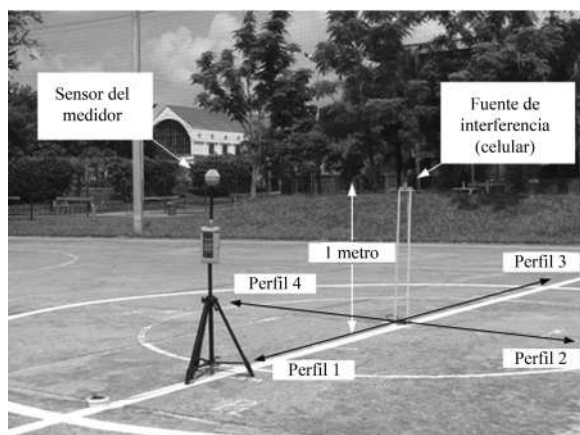 Sensor del
medidor
Fuente de
interferencia
(celular)
1 metro
Perfil 3
Perfil 4
Perfil 1
Perfil 2